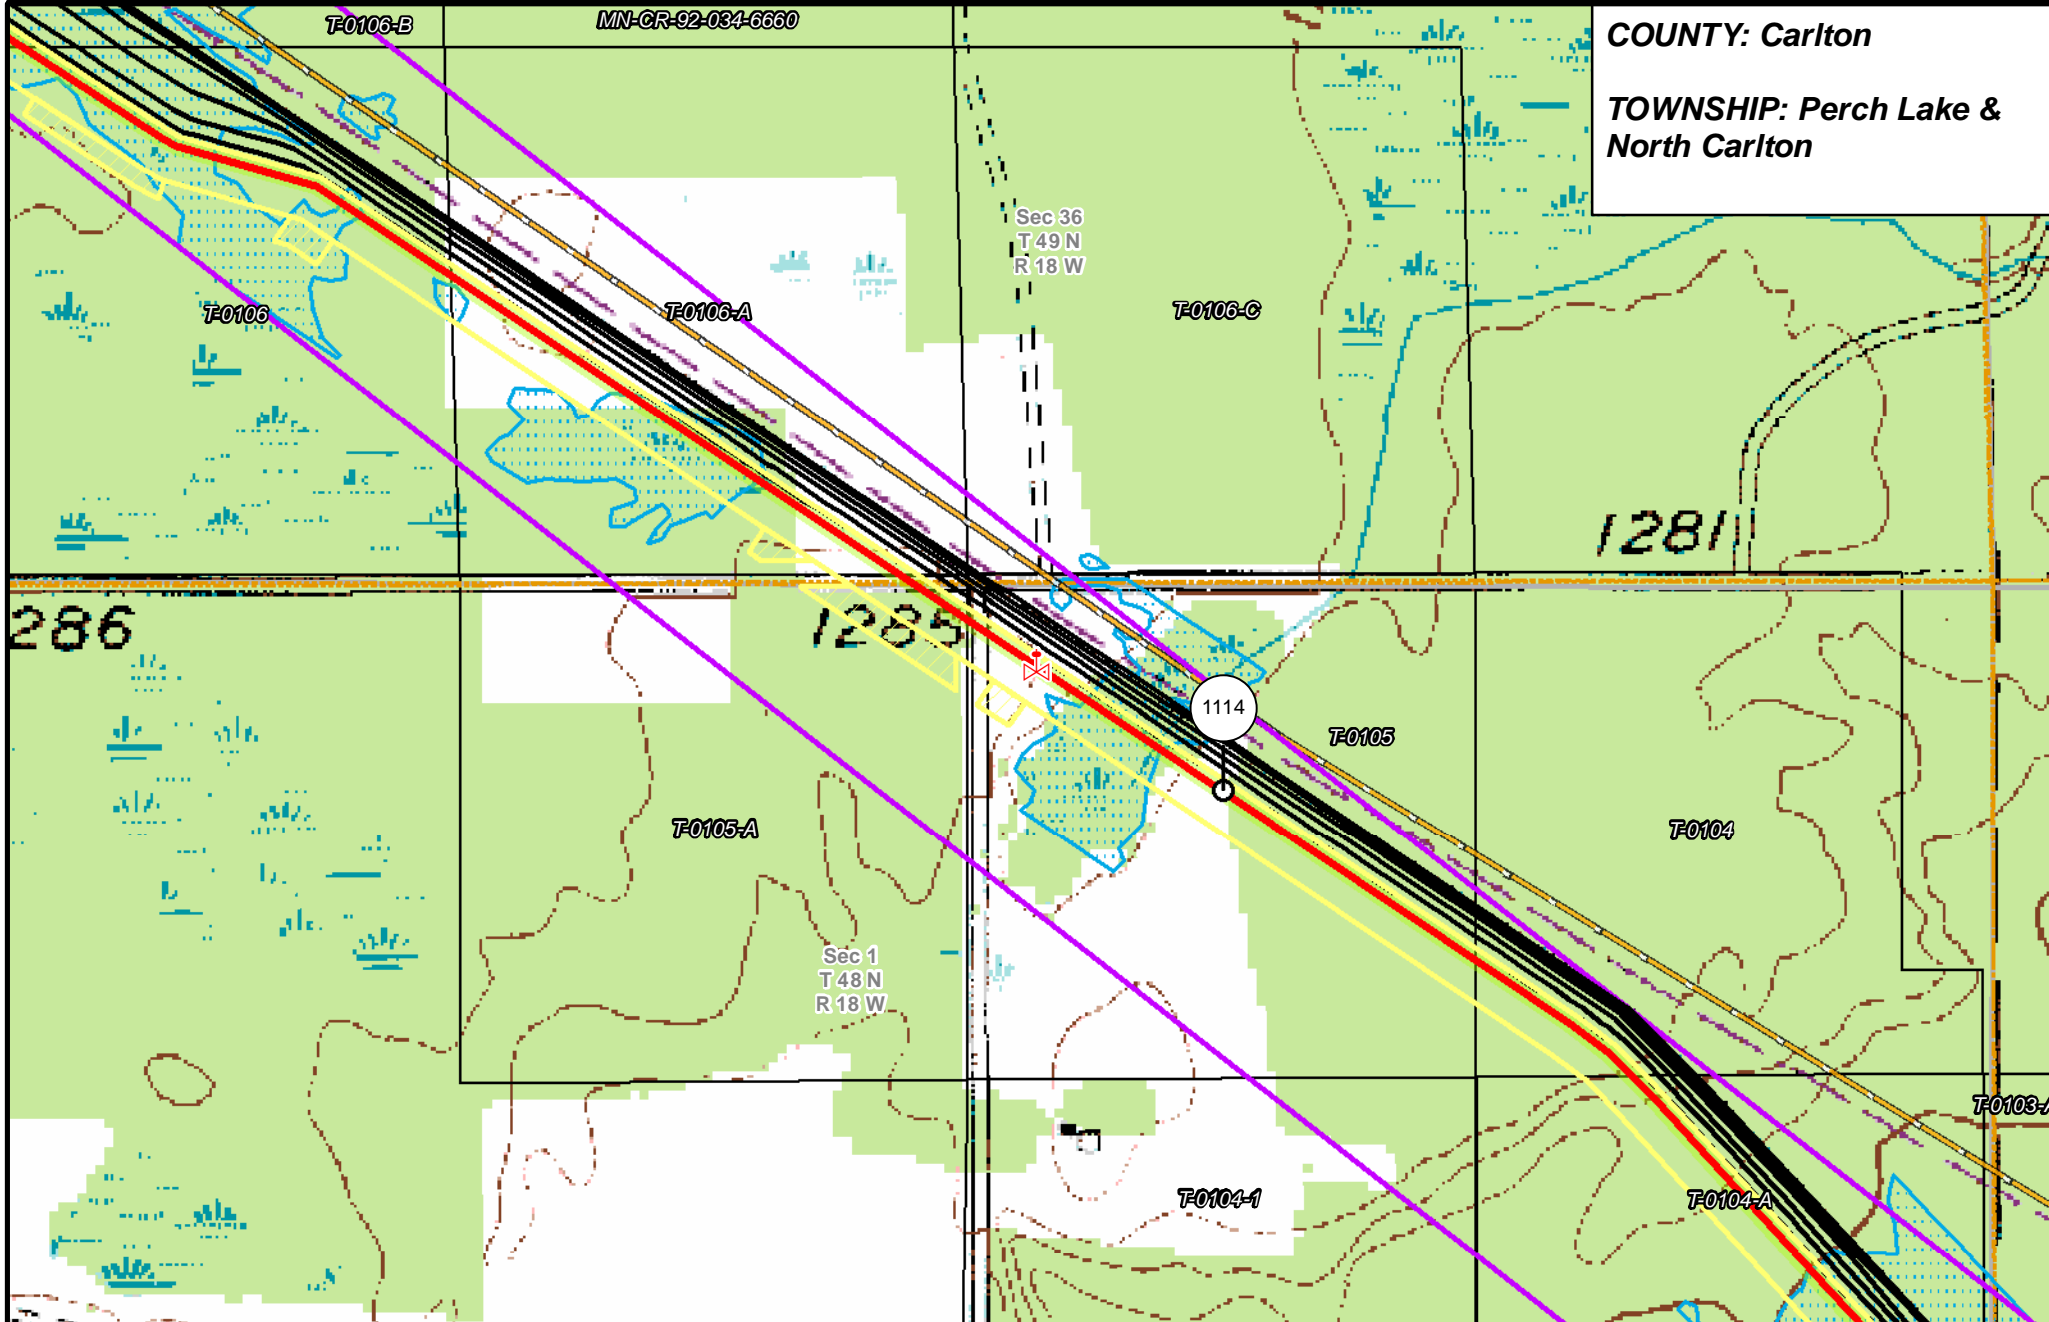 T-0106-B
MN-CR-92-034-6660
COUNTY: Carlton
TOWNSHIP: Perch Lake &
North Carlton
Sec 36
T 49 N
R 18 W
T-0106
T-0106-A
T-0106-C
1281
286
1285
1114
T-0105
T-0105-A
T-0104
Sec 1
T 48 N
R 18 W
T-0103-A
T-0104-1
T-0104-A